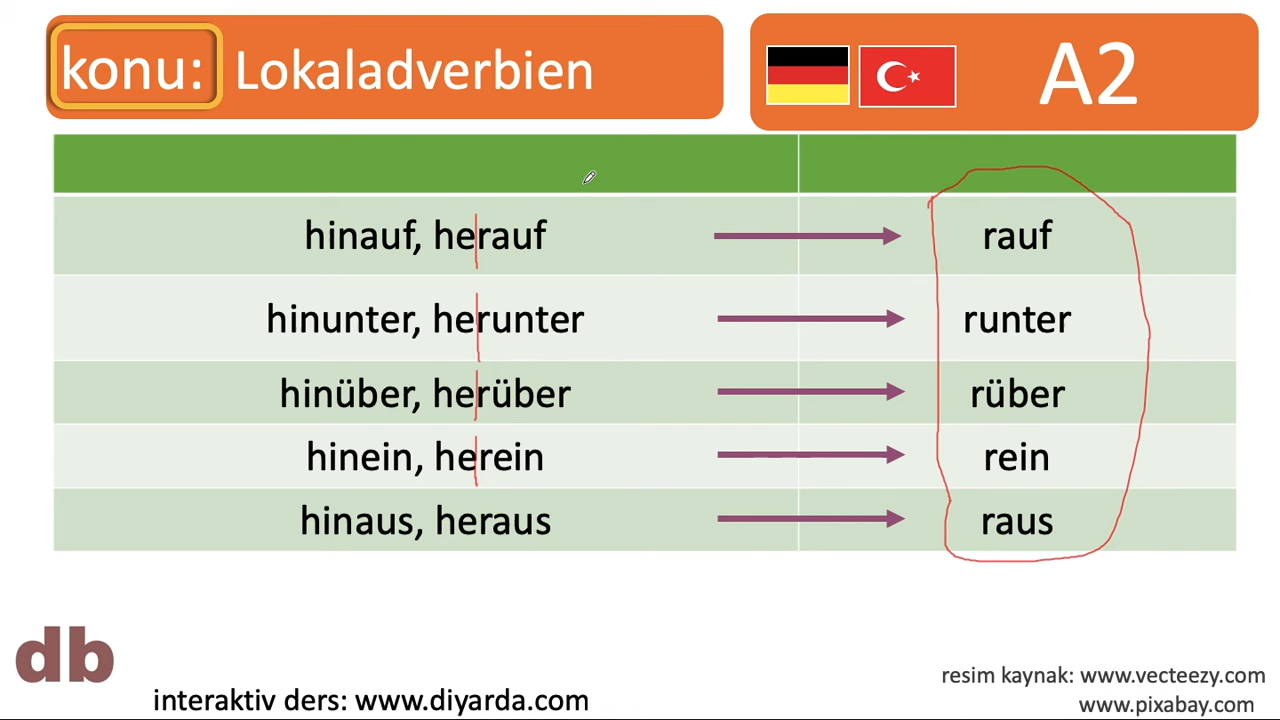 konu: Lokaladverbien
A2
hinauf, herauf rauf
hinunter, herunter runter
hinüber, herüber rüber
hinein, herein rein
hinaus, heraus raus
db
interaktiv ders: www.diyarda.com
resim kaynak: www.vecteezy.com
www.pixabay.com